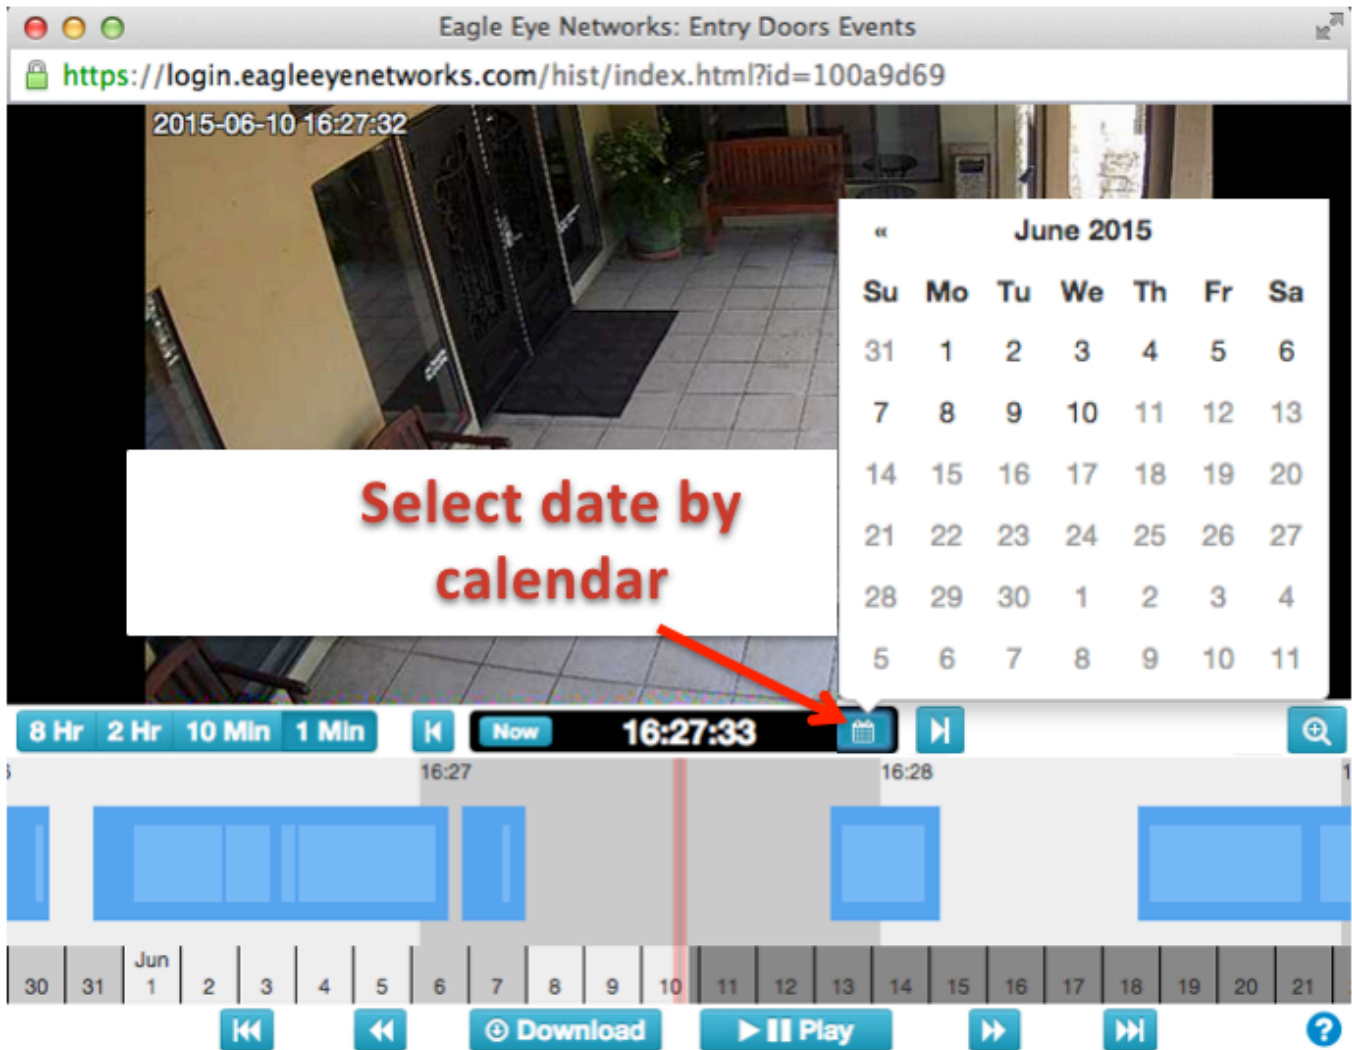 Eagle Eye Networks: Entry Doors Events
https://login.eagleeyenetworks.com/hist/index.html?id=100a9d69
2015-06-10 16:27:32
« June 2015
Su Mo Tu We Th Fr Sa
31 1 2 3 4 5 6
7 8 9 10 11 12 13
14 15 16 17 18 19 20
21 22 23 24 25 26 27
28 29 30 1 2 3 4
5 6 7 8 9 10 11
Select date by
calendar
8 Hr 2 Hr 10 Min 1 Min Now 16:27:33
16:27 16:28
Jun
30 31 1 2 3 4 5 6 7 8 9 10 11 12 13 14 15 16 17 18 19 20 21
Download Play ?